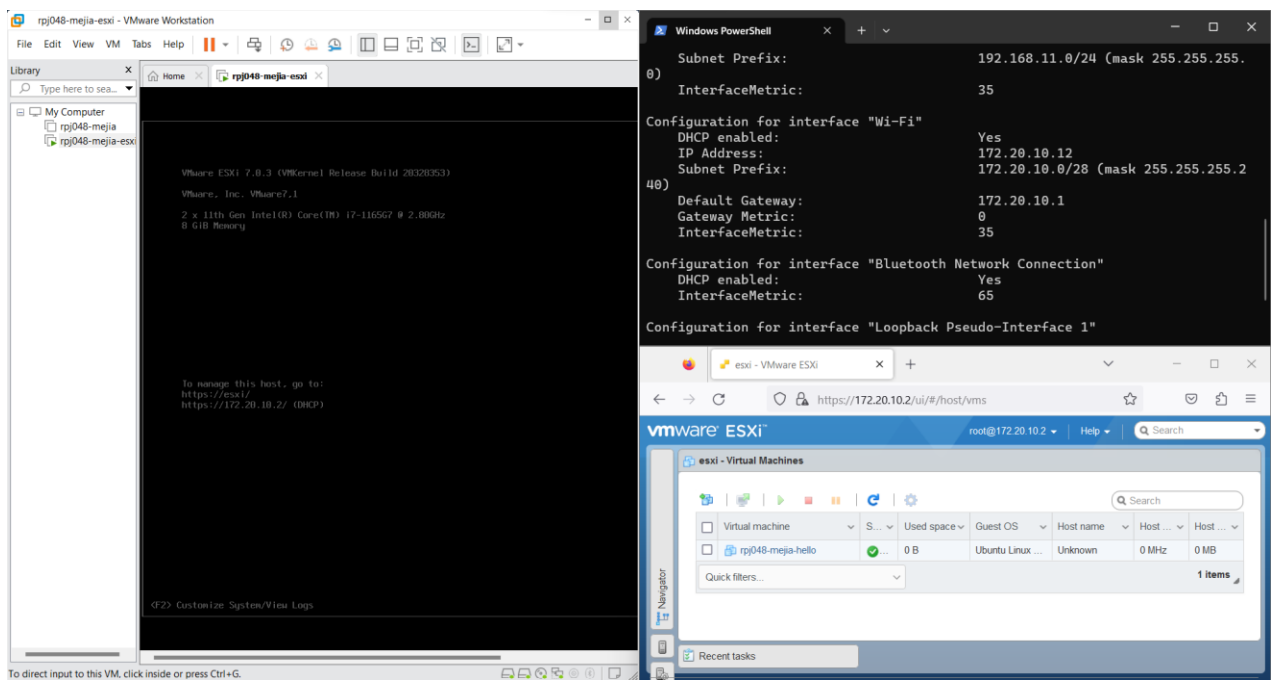 rpj048-mejia-esxi - VMware Workstation
File Edit View VM Tabs Help
Library
Type here to sea...
My Computer
rpj048-mejia
rpj048-mejia-esxi
Home
rpj048-mejia-esxi
VMware ESXi 7.0.3 (VMKernel Release Build 20328353)
VMware, Inc. VMware7,1
2 x 11th Gen Intel(R) Core(TM) i7-1165G7 @ 2.80GHz
8 GiB Memory
To manage this host, go to:
https://esxi/
https://172.20.10.2/ (DHCP)
<F2> Customize System/View Logs
To direct input to this VM, click inside or press Ctrl+G.
Windows PowerShell
Subnet Prefix: 192.168.11.0/24 (mask 255.255.255.
0)
InterfaceMetric: 35
Configuration for interface "Wi-Fi"
DHCP enabled: Yes
IP Address: 172.20.10.12
Subnet Prefix: 172.20.10.0/28 (mask 255.255.255.2
40)
Default Gateway: 172.20.10.1
Gateway Metric: 0
InterfaceMetric: 35
Configuration for interface "Bluetooth Network Connection"
DHCP enabled: Yes
InterfaceMetric: 65
Configuration for interface "Loopback Pseudo-Interface 1"
esxi - VMware ESXi
https://172.20.10.2/ui/#/host/vms
vmware ESXi™
root@172.20.10.2
Help
Search
esxi - Virtual Machines
Search
Virtual machine S... Used space Guest OS Host name Host ... Host ...
rpj048-mejia-hello ... 0 B Ubuntu Linux ... Unknown 0 MHz 0 MB
Quick filters...
1 items
Navigator
Recent tasks